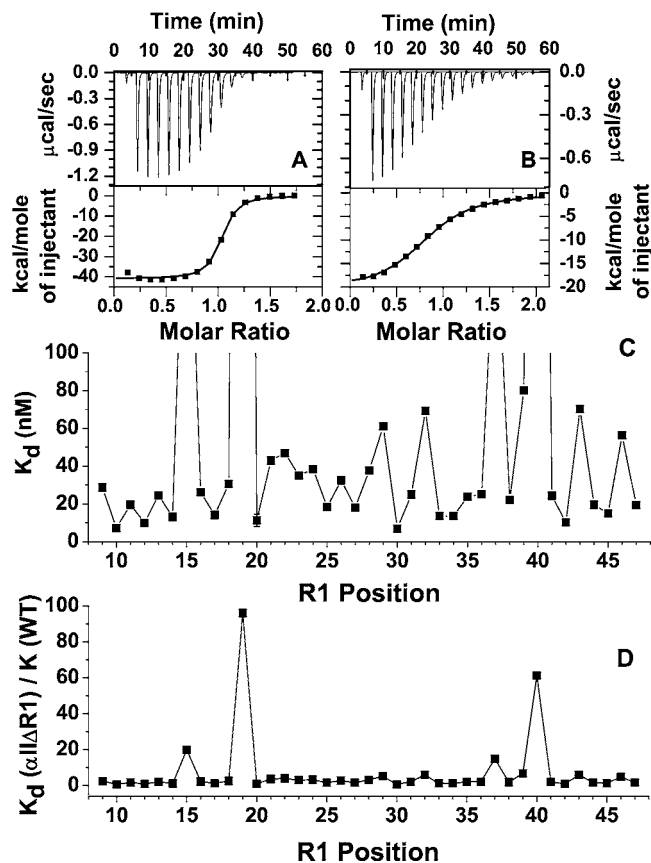 Time (min) Time (min)
0 10 20 30 40 50 60 0 10 20 30 40 50 60
0.0 0.0
-0.3 -0.3
-0.6
-0.9 -0.6
-1.2
µcal/sec A B µcal/sec
0 0
-10 -5
-20 -10
-30 -15
-40 -20
kcal/mole
of injectant
kcal/mole
of injectant
0.0 0.5 1.0 1.5 2.0 0.0 0.5 1.0 1.5 2.0
Molar Ratio Molar Ratio
C
100
80
60
40
20
0
Kd (nM)
10 15 20 25 30 35 40 45
R1 Position
D
100
80
60
40
20
0
Kd (αIIΔR1) / K (WT)
10 15 20 25 30 35 40 45
R1 Position